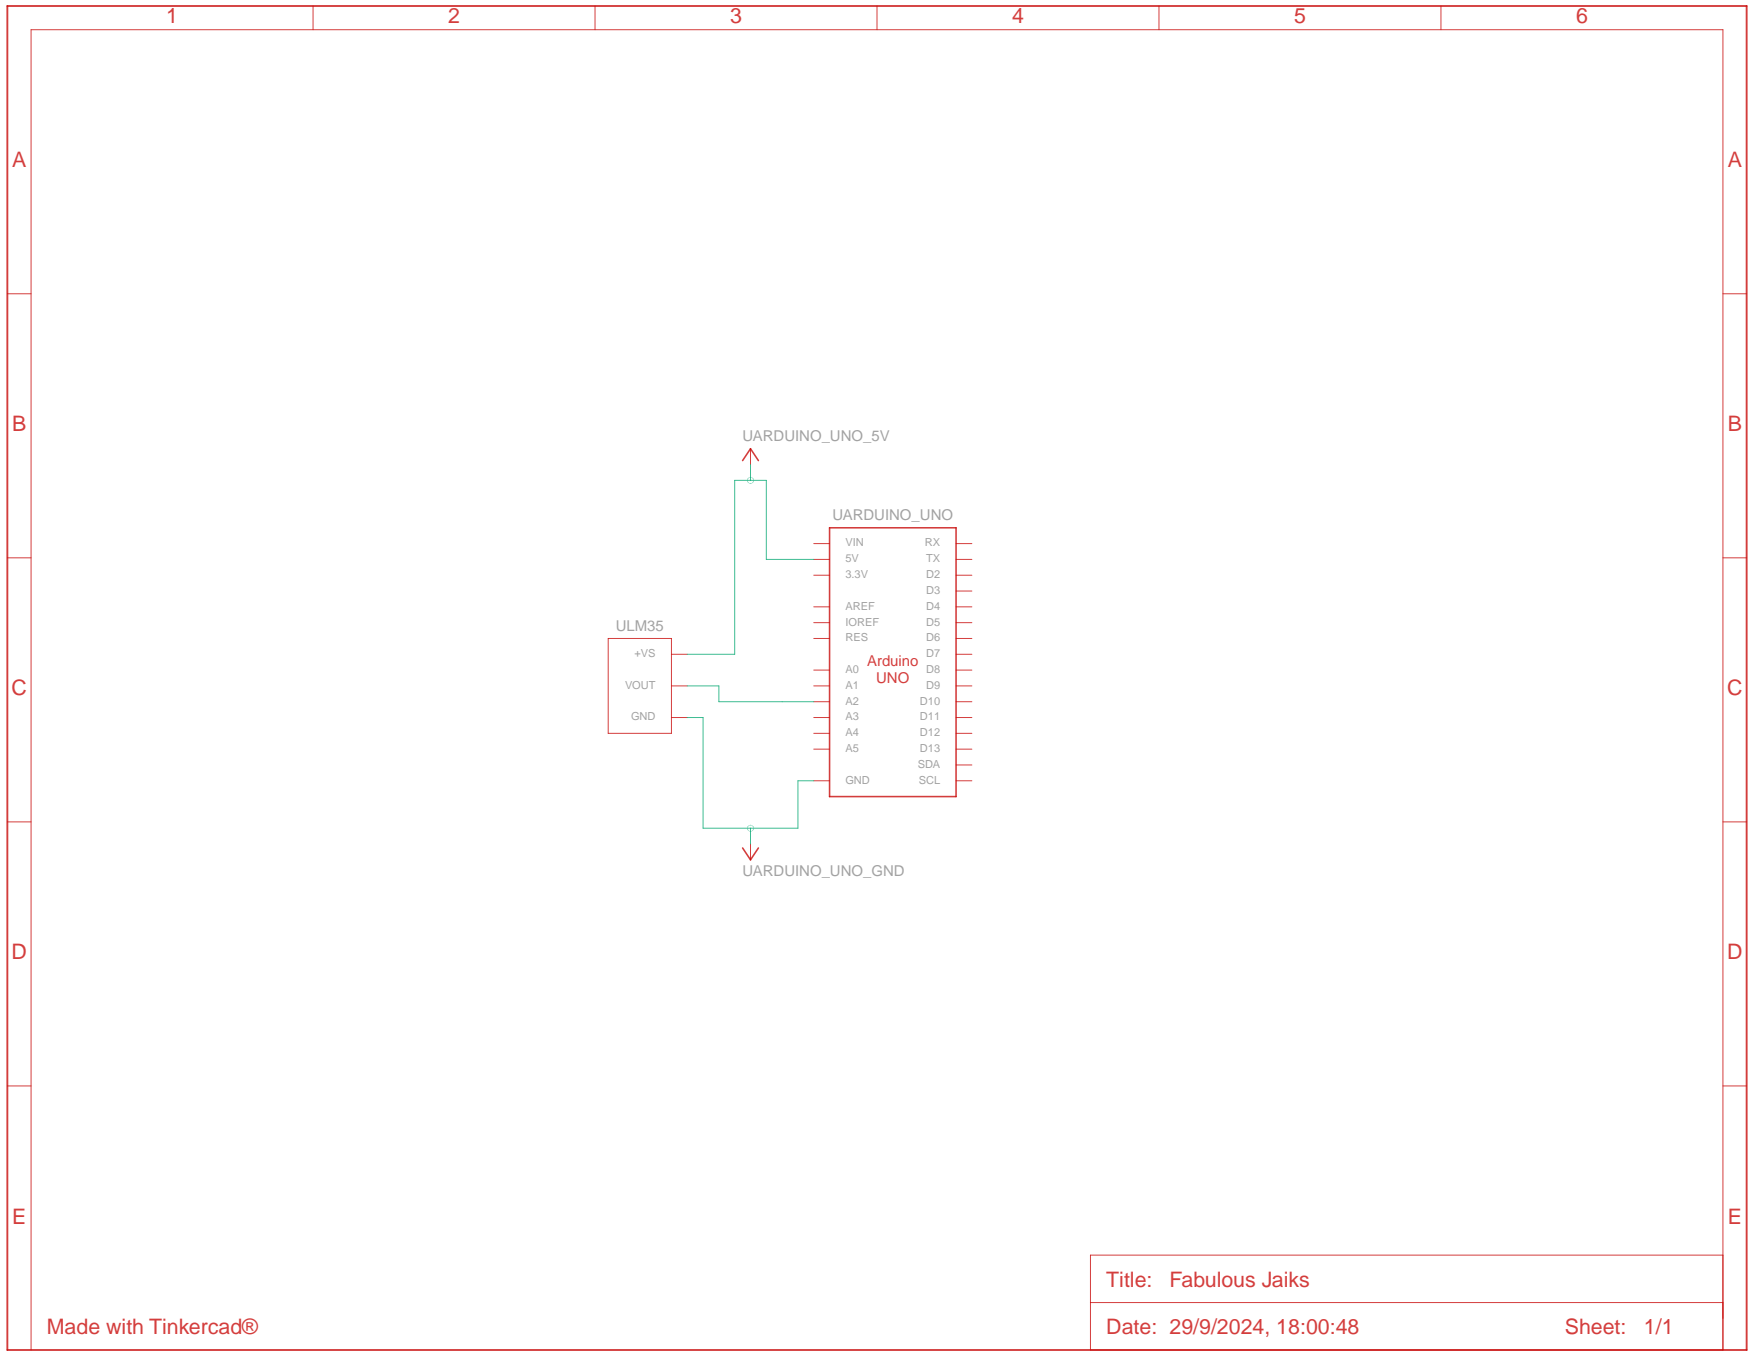 1 2 3 4 5 6
A A
B B
UARDUINO_UNO_5V
UARDUINO_UNO
VIN RX
5V TX
3.3V D2
D3
AREF D4
IOREF D5
ULM35
RES D6
+VS D7
Arduino
A0 D8
UNO
VOUT A1 D9
C C
A2 D10
GND A3 D11
A4 D12
A5 D13
SDA
GND SCL
UARDUINO_UNO_GND
D D
E E
Title: Fabulous Jaiks
Made with Tinkercad®
Date: 29/9/2024, 18:00:48 Sheet: 1/1